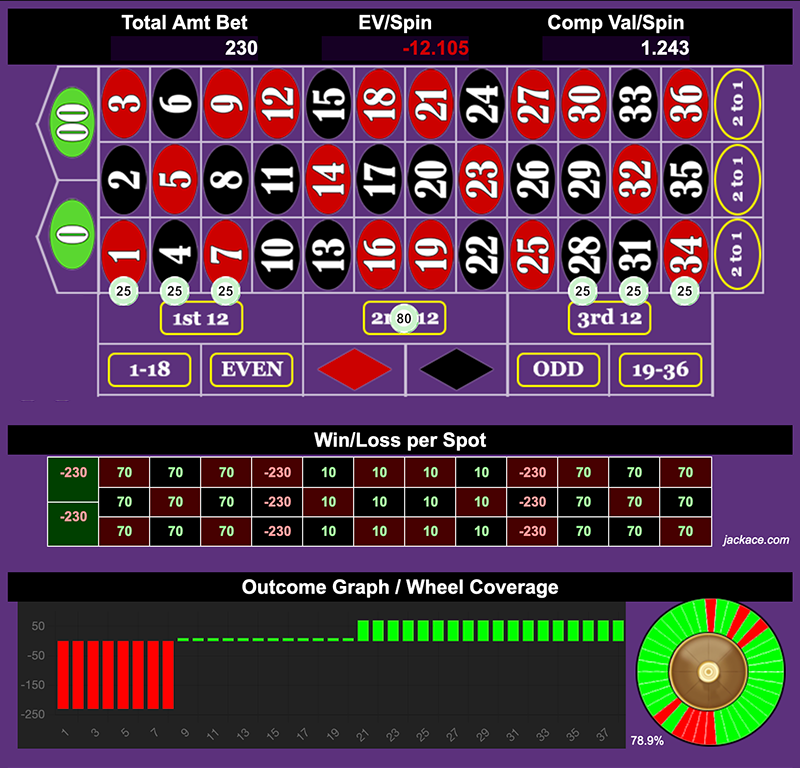 Total Amt Bet EV/Spin Comp Val/Spin
230 -12.105 1.243
00 3 6 9 12 15 18 21 24 27 30 33 36 2 to 1
2 5 8 11 14 17 20 23 26 29 32 35 2 to 1
0 1 4 7 10 13 16 19 22 25 28 31 34 2 to 1
25 25 25 25 25 25
1st 12 80 12 3rd 12
1-18 EVEN ODD 19-36
Win/Loss per Spot
-230 70 70 70 -230 10 10 10 10 -230 70 70 70
70 70 70 -230 10 10 10 10 -230 70 70 70
-230 70 70 70 -230 10 10 10 10 -230 70 70 70
jackace.com
Outcome Graph / Wheel Coverage
50
-50
-150
-250
1 3 5 7 9 11 13 15 17 19 21 23 25 27 29 31 33 35 37
78.9%